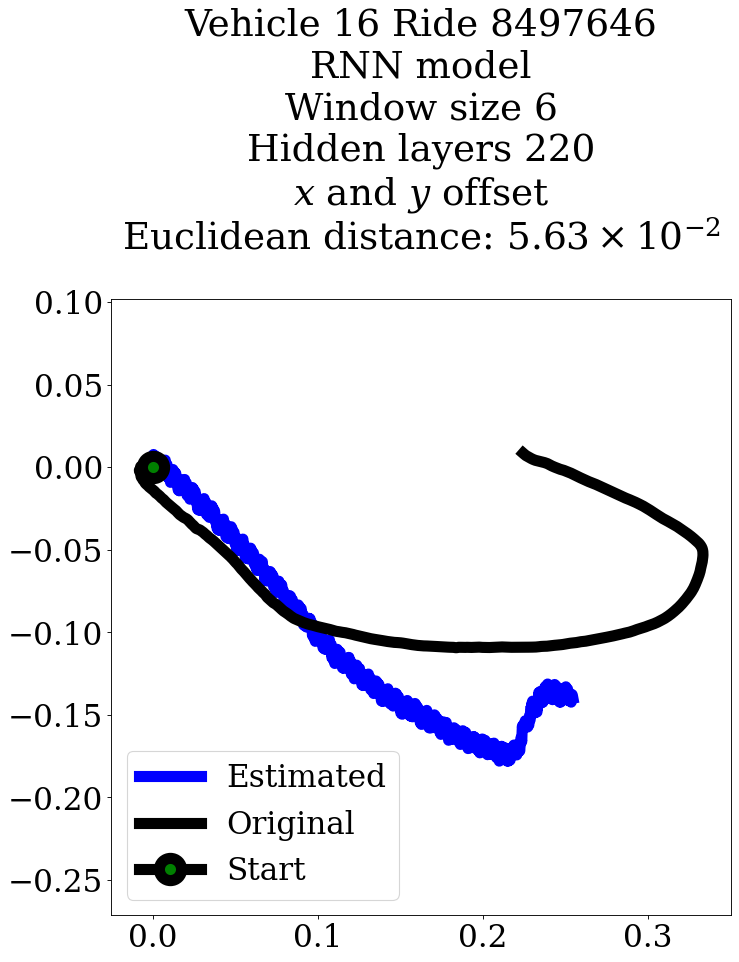 Vehicle 16 Ride 8497646
RNN model
Window size 6
Hidden layers 220
x and y offset
Euclidean distance: 5.63 × 10⁻²
0.10
0.05
0.00
−0.05
−0.10
−0.15
−0.20
−0.25
Estimated
Original
Start
0.0 0.1 0.2 0.3